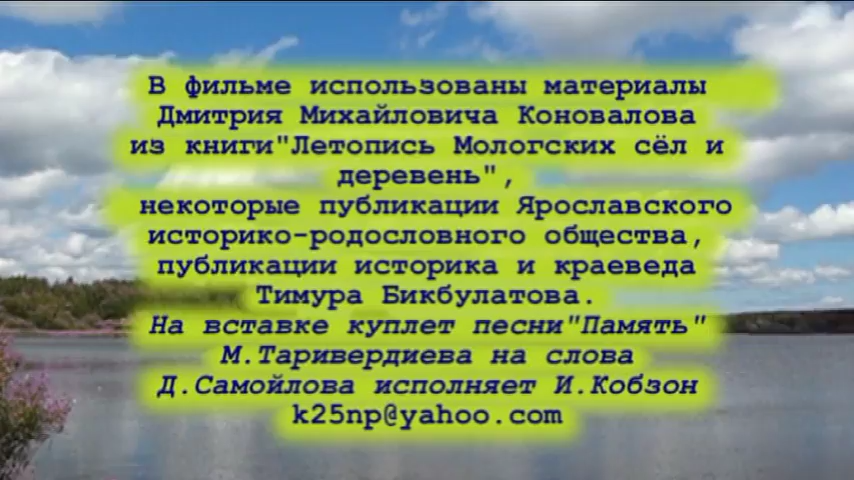 В фильме использованы материалы
Дмитрия Михайловича Коновалова
из книги"Летопись Мологских сёл и
деревень",
некоторые публикации Ярославского
историко-родословного общества,
публикации историка и краеведа
Тимура Бикбулатова.
На вставке куплет песни"Память"
М.Таривердиева на слова
Д.Самойлова исполняет И.Кобзон
k25np@yahoo.com